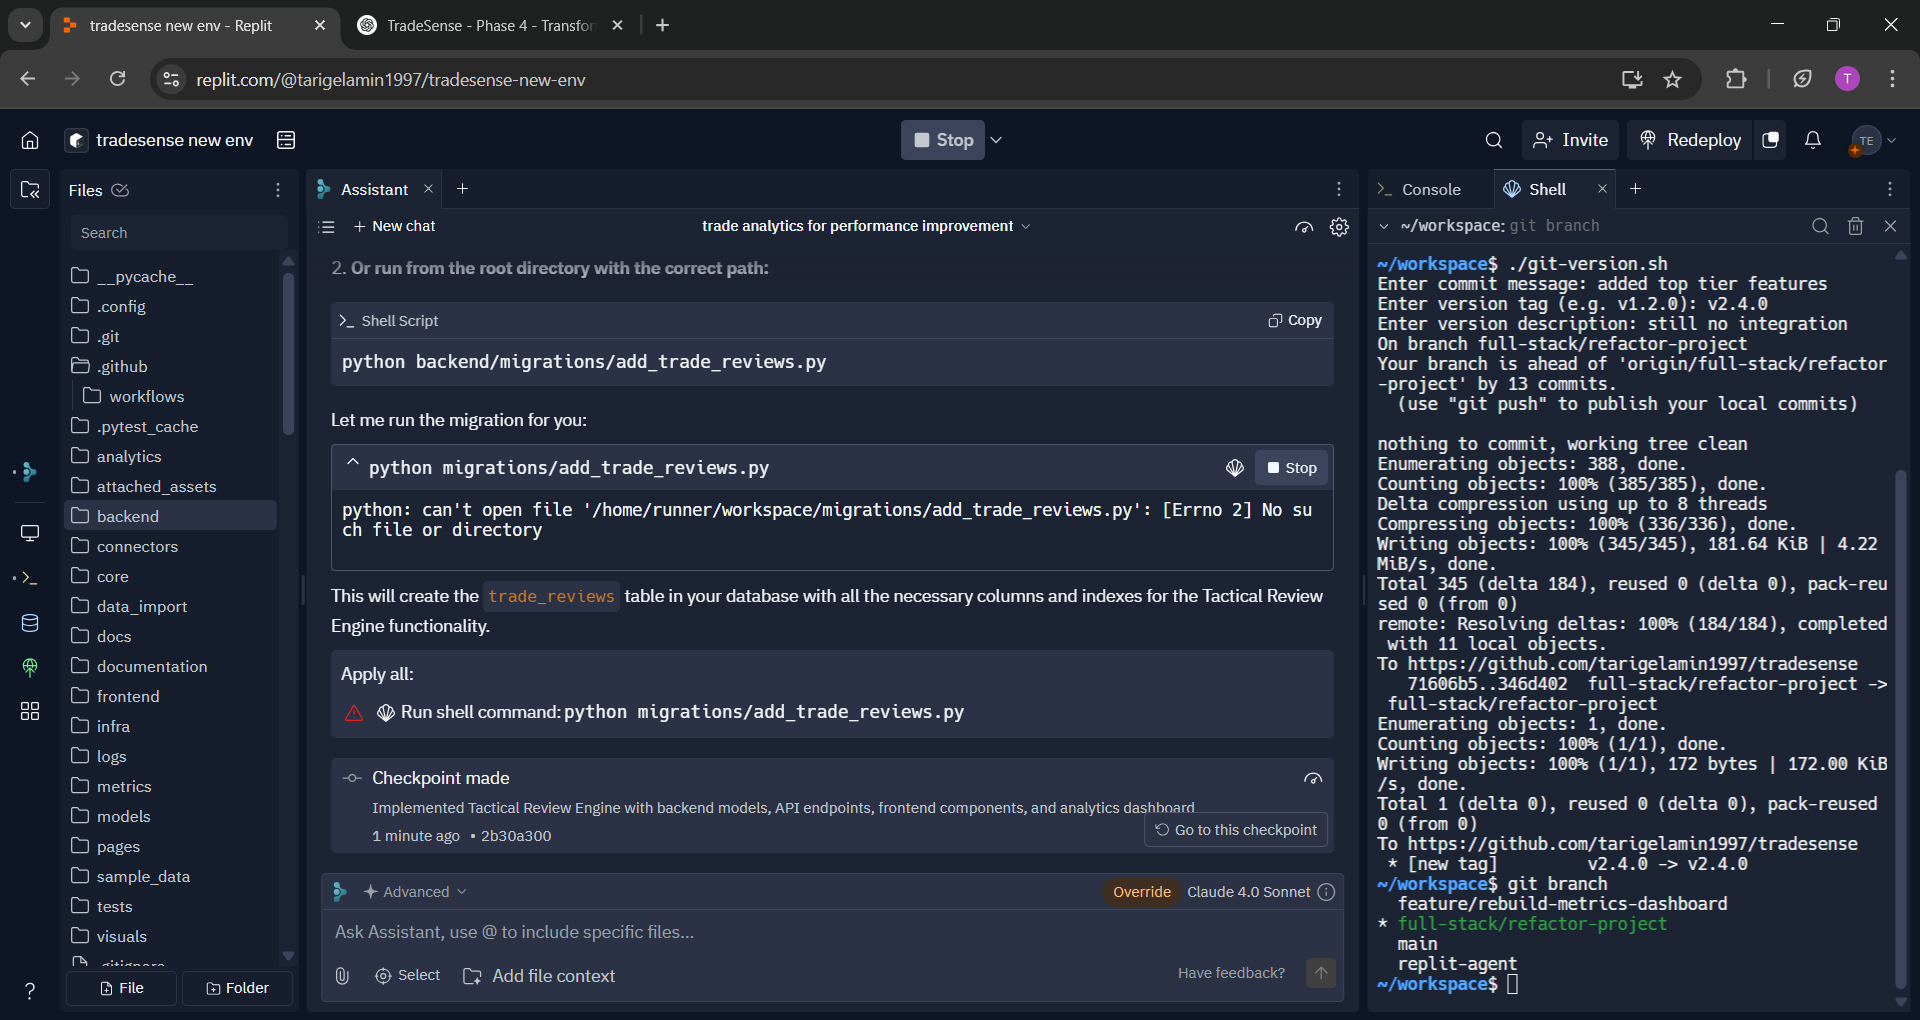 tradesense new env - Replit
TradeSense - Phase 4 - Transfor
replit.com/@tarigelamin1997/tradesense-new-env
T
tradesense new env
Stop
Invite
Redeploy
TE
Files
Search
__pycache__
.config
.git
.github
workflows
.pytest_cache
analytics
attached_assets
backend
connectors
core
data_import
docs
documentation
frontend
infra
logs
metrics
models
pages
sample_data
tests
visuals
.gitignore
File
Folder
?
Assistant
New chat
trade analytics for performance improvement
2. Or run from the root directory with the correct path:
Shell Script
Copy
python backend/migrations/add_trade_reviews.py
Let me run the migration for you:
python migrations/add_trade_reviews.py
Stop
python: can't open file '/home/runner/workspace/migrations/add_trade_reviews.py': [Errno 2] No su
ch file or directory
This will create the trade_reviews table in your database with all the necessary columns and indexes for the Tactical Review
Engine functionality.
Apply all:
Run shell command: python migrations/add_trade_reviews.py
Checkpoint made
Implemented Tactical Review Engine with backend models, API endpoints, frontend components, and analytics dashboard
1 minute ago • 2b30a300
Go to this checkpoint
Advanced
Override Claude 4.0 Sonnet
Ask Assistant, use @ to include specific files...
Select
Add file context
Have feedback?
Console
Shell
~/workspace: git branch
~/workspace$ ./git-version.sh
Enter commit message: added top tier features
Enter version tag (e.g. v1.2.0): v2.4.0
Enter version description: still no integration
On branch full-stack/refactor-project
Your branch is ahead of 'origin/full-stack/refactor
-project' by 13 commits.
(use "git push" to publish your local commits)
nothing to commit, working tree clean
Enumerating objects: 388, done.
Counting objects: 100% (385/385), done.
Delta compression using up to 8 threads
Compressing objects: 100% (336/336), done.
Writing objects: 100% (345/345), 181.64 KiB | 4.22
MiB/s, done.
Total 345 (delta 184), reused 0 (delta 0), pack-reu
sed 0 (from 0)
remote: Resolving deltas: 100% (184/184), completed
with 11 local objects.
To https://github.com/tarigelamin1997/tradesense
71606b5..346d402 full-stack/refactor-project ->
full-stack/refactor-project
Enumerating objects: 1, done.
Counting objects: 100% (1/1), done.
Writing objects: 100% (1/1), 172 bytes | 172.00 KiB
/s, done.
Total 1 (delta 0), reused 0 (delta 0), pack-reused
0 (from 0)
To https://github.com/tarigelamin1997/tradesense
* [new tag] v2.4.0 -> v2.4.0
~/workspace$ git branch
feature/rebuild-metrics-dashboard
* full-stack/refactor-project
main
replit-agent
~/workspace$